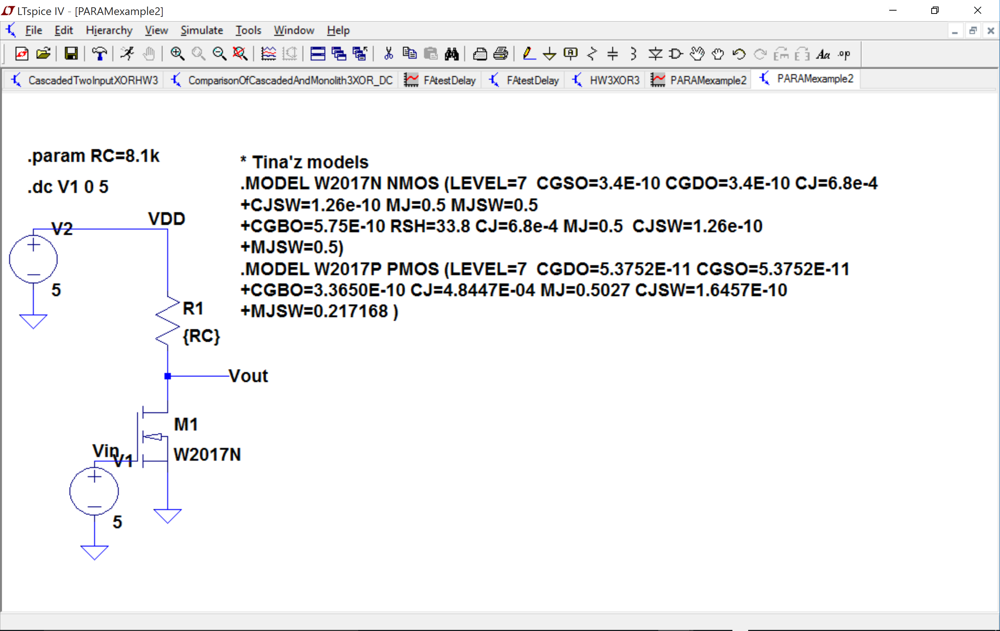 LTspice IV - [PARAMexample2]
File Edit Hierarchy View Simulate Tools Window Help
A Aa .op
CascadedTwoInputXORHW3 ComparisonOfCascadedAndMonolith3XOR_DC FAtestDelay FAtestDelay HW3XOR3 PARAMexample2 PARAMexample2
.param RC=8.1k
.dc V1 0 5
* Tina'z models
.MODEL W2017N NMOS (LEVEL=7 CGSO=3.4E-10 CGDO=3.4E-10 CJ=6.8e-4
+CJSW=1.26e-10 MJ=0.5 MJSW=0.5
+CGBO=5.75E-10 RSH=33.8 CJ=6.8e-4 MJ=0.5 CJSW=1.26e-10
+MJSW=0.5)
.MODEL W2017P PMOS (LEVEL=7 CGDO=5.3752E-11 CGSO=5.3752E-11
+CGBO=3.3650E-10 CJ=4.8447E-04 MJ=0.5027 CJSW=1.6457E-10
+MJSW=0.217168 )
VDD
V2
5
R1
{RC}
Vout
M1
W2017N
Vin
V1
5